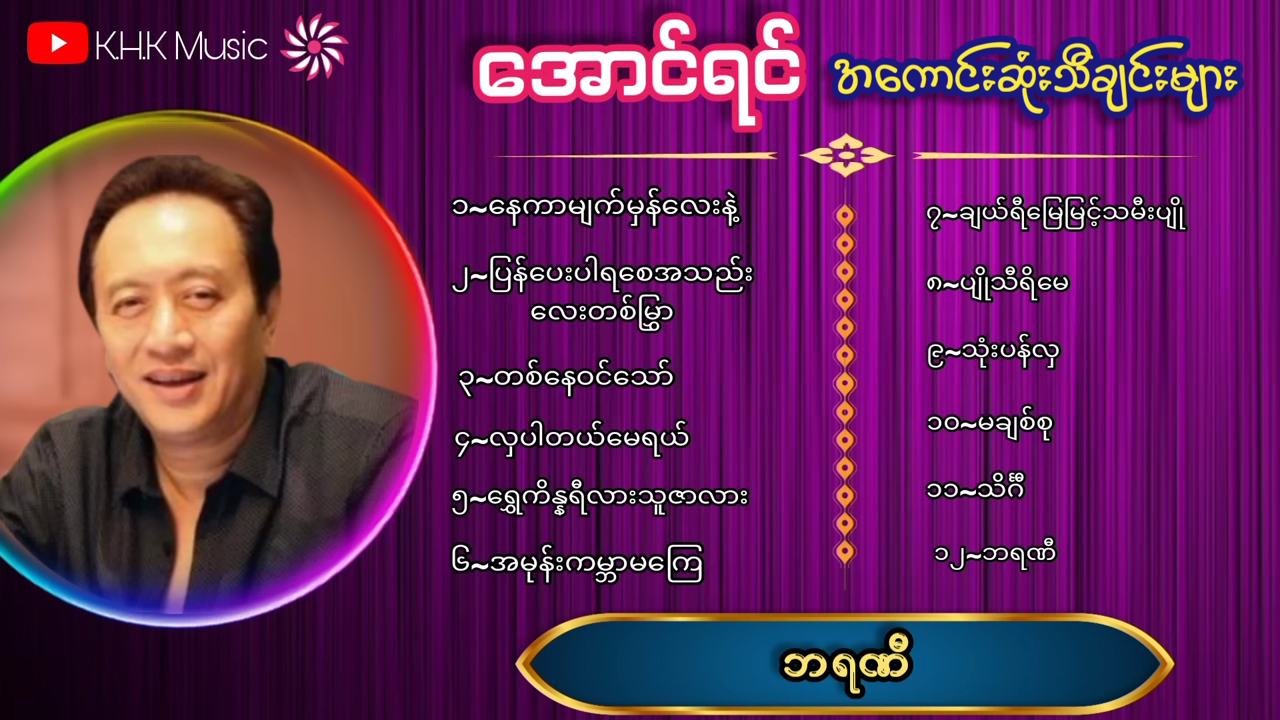 K.H.K Music
အောင်ရင် အကောင်းဆုံးသီချင်းများ
၁~နေကာမျက်မှန်လေးနဲ့
၂~ပြန်ပေးပါရစေအသည်း
လေးတစ်မြွှာ
၃~တစ်နေဝင်သော်
၄~လှပါတယ်မေရယ်
၅~ရွှေကိန္နရီလားသူဇာလား
၆~အမုန်းကမ္ဘာမကြေ
၇~ချယ်ရီမြေမြင့်သမီးပျို
၈~ပျိုသီရိမေ
၉~သုံးပန်လှ
၁၀~မချစ်စု
၁၁~သိင်္ဂီ
၁၂~ဘရဏီ
ဘရဏီ